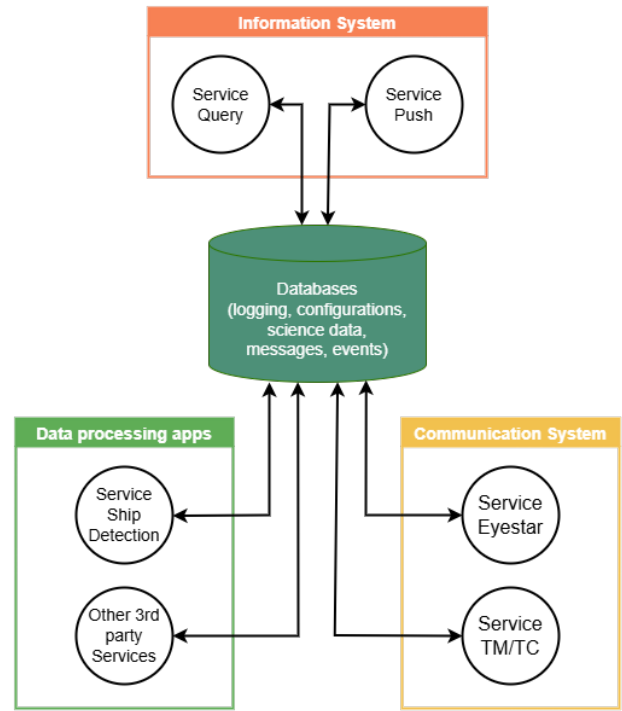 Information System
Service
Query
Service
Push
Databases
(logging, configurations,
science data,
messages, events)
Data processing apps
Service
Ship
Detection
Other 3rd
party
Services
Communication System
Service
Eyestar
Service
TM/TC